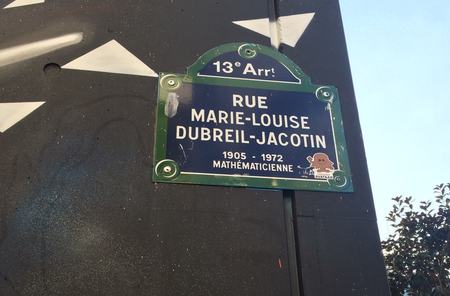 13e Arrt
RUE
MARIE-LOUISE
DUBREIL-JACOTIN
1905 - 1972
MATHÉMATICIENNE